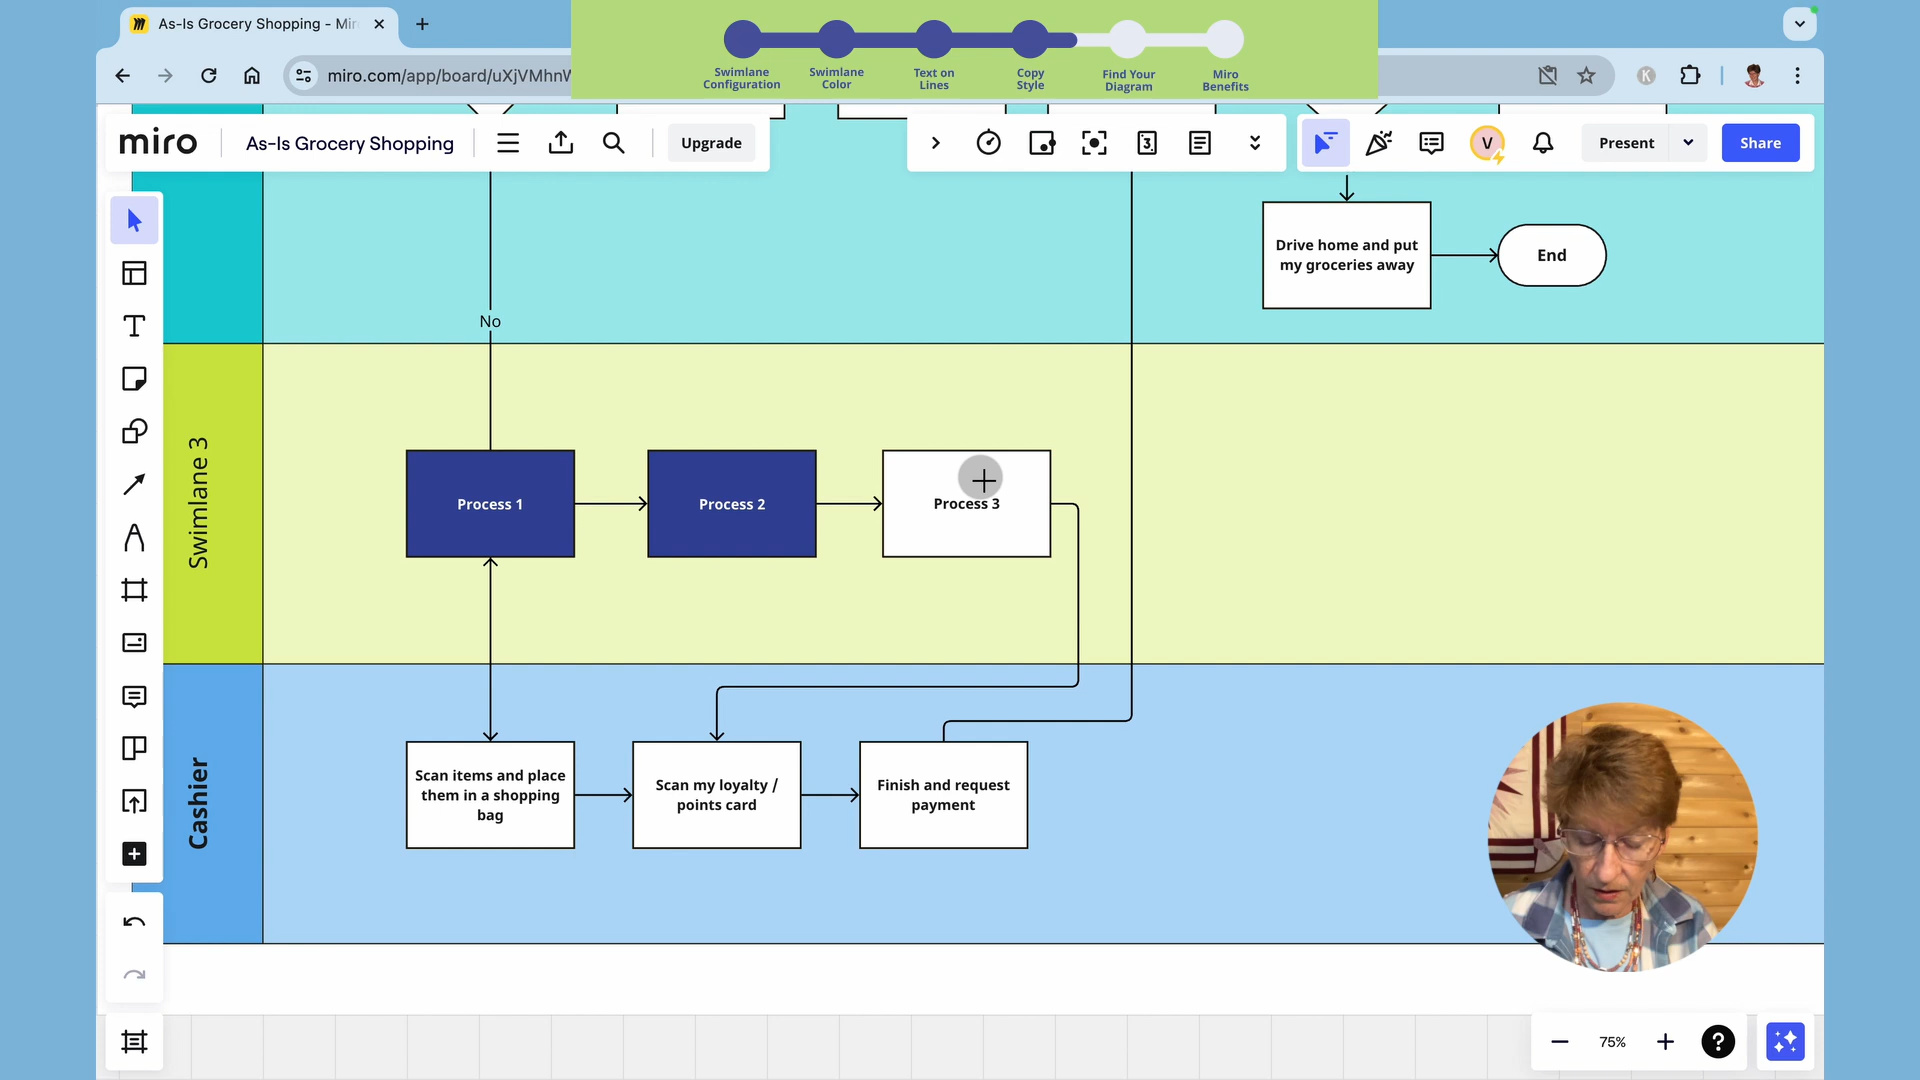 As-Is Grocery Shopping - Mir
miro.com/app/board/uXjVMhnW
Swimlane
Configuration
Swimlane
Color
Text on
Lines
Copy
Style
Find Your
Diagram
Miro
Benefits
K
miro
As-Is Grocery Shopping
Upgrade
3
V
Present
Share
Drive home and put
my groceries away
End
No
Swimlane 3
Process 1
Process 2
Process 3
Cashier
Scan items and place
them in a shopping
bag
Scan my loyalty /
points card
Finish and request
payment
75%
?